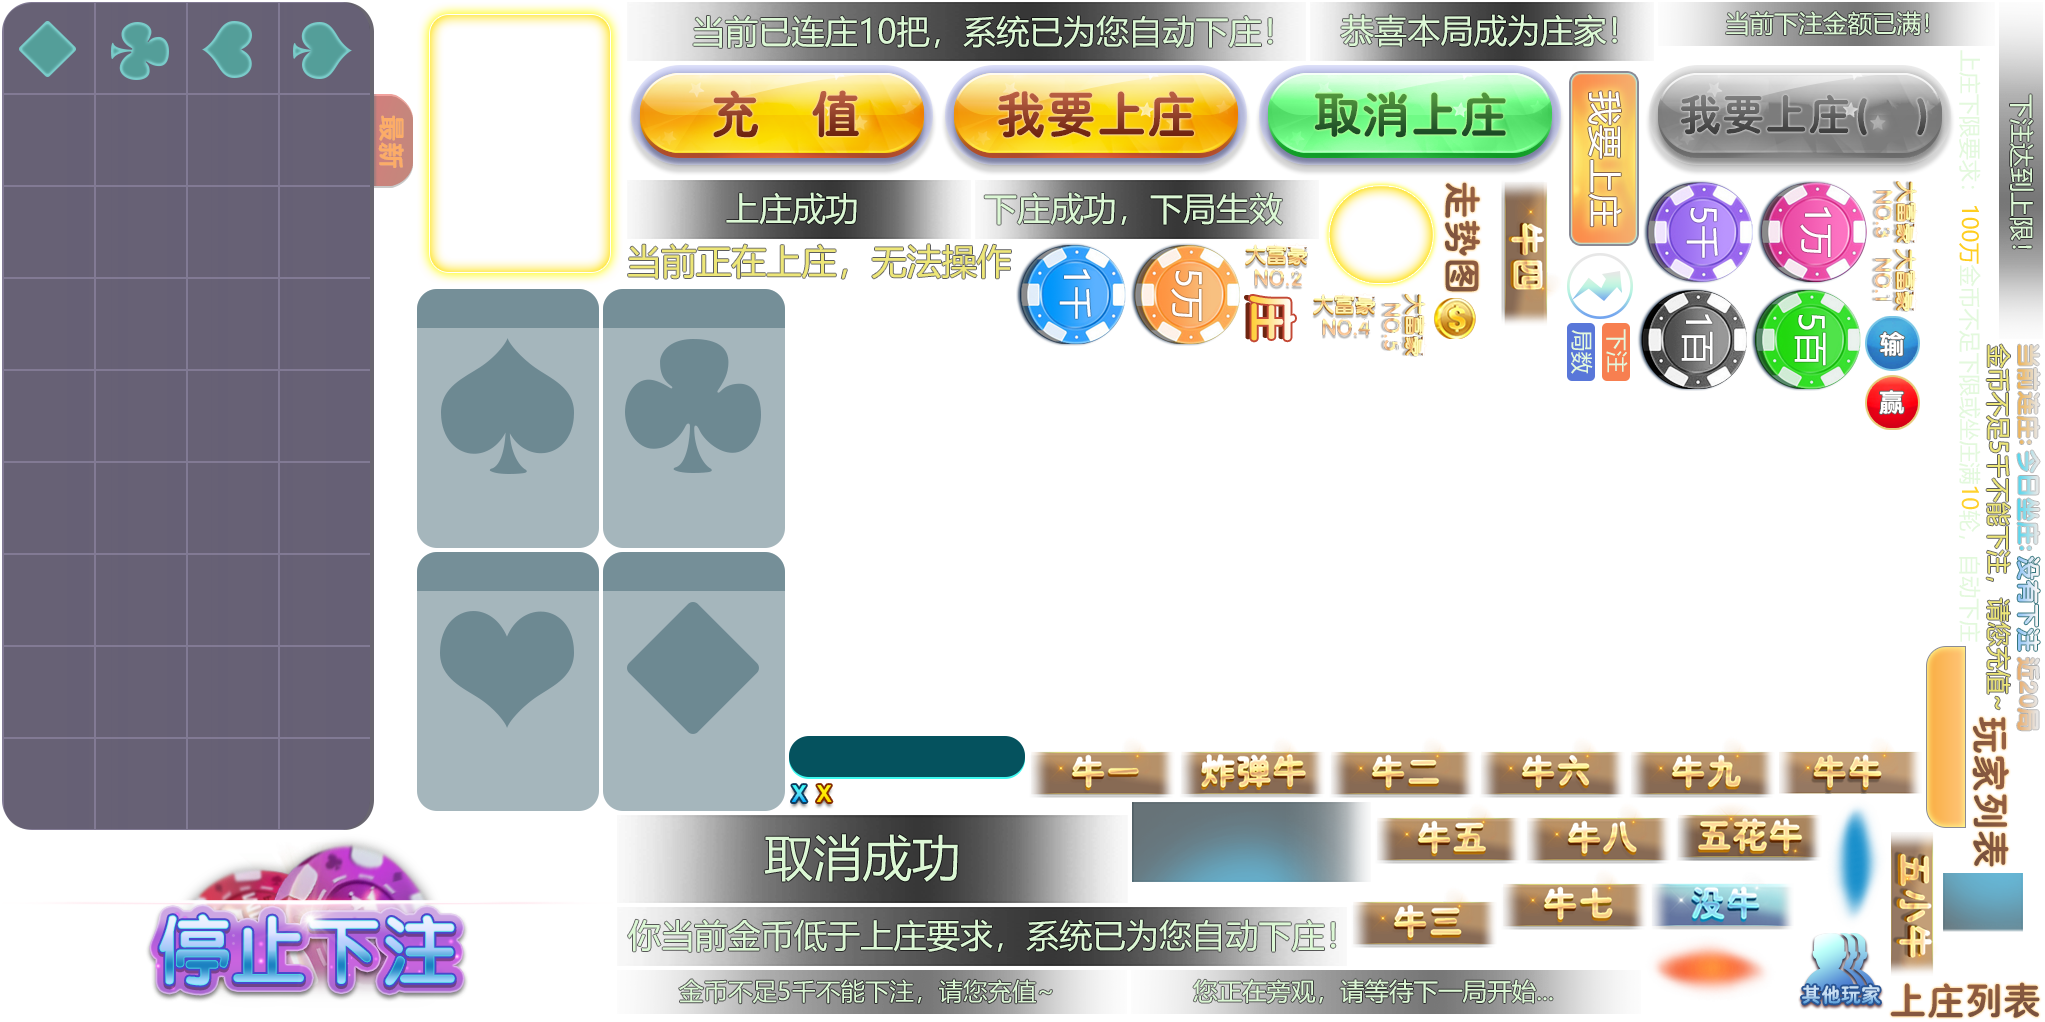 当前已连庄10把，系统已为您自动下庄！
恭喜本局成为庄家！
当前下注金额已满！
充 值
我要上庄
取消上庄
我要上庄
我要上庄( )
下注达到上限！
最新
上庄成功
下庄成功，下局生效
当前正在上庄，无法操作
走势图
牛四
5千
1万
大富豪
NO.3
大富豪
NO.1
1千
5万
大富豪
NO.2
庄
大富豪
NO.4
大富豪
NO.5
局数
下注
1百
5百
输
赢
上庄下限要求：100万金币不足下限或坐庄满10轮，自动下庄
金币不足5千不能下注，请您充值~
当前连庄:
今日坐庄:
没有下注
近20局
玩家列表
牛一
炸弹牛
牛二
牛六
牛九
牛牛
X X
取消成功
牛五
牛八
五花牛
牛三
牛七
没牛
五小牛
停止下注
你当前金币低于上庄要求，系统已为您自动下庄！
金币不足5千不能下注，请您充值~
您正在旁观，请等待下一局开始...
其他玩家
上庄列表